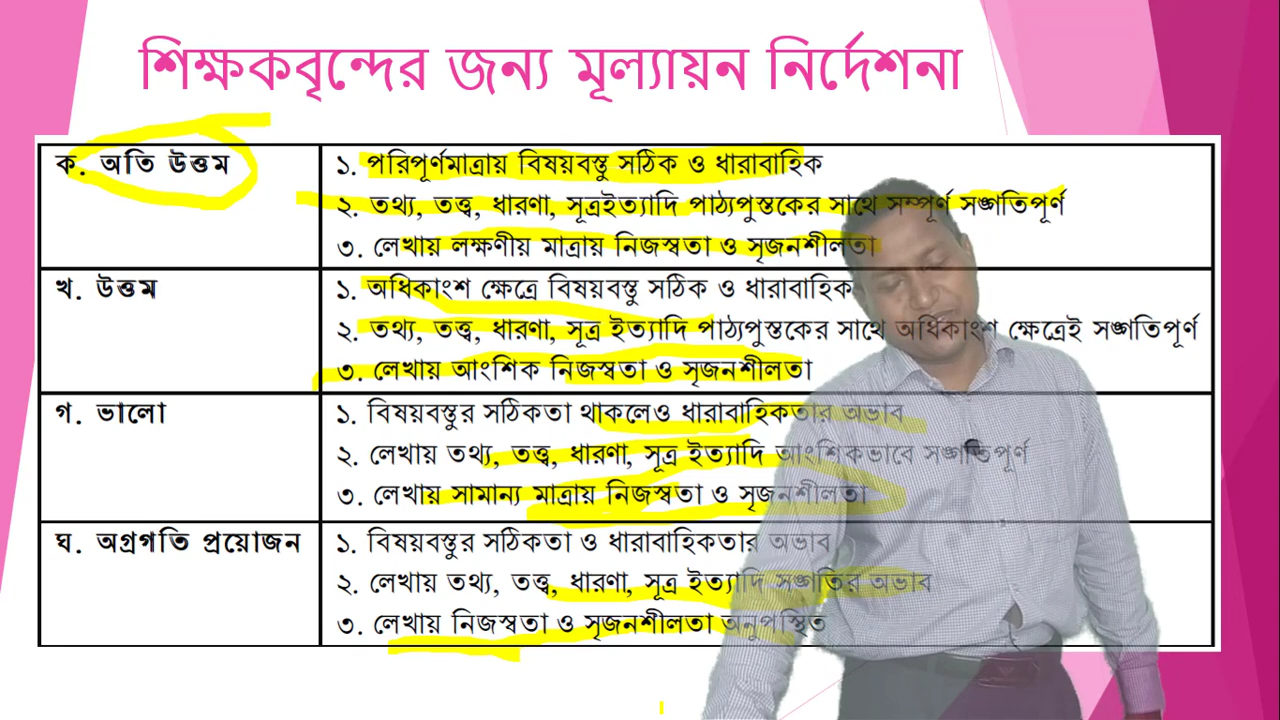 শিক্ষকবৃন্দের জন্য মূল্যায়ন নির্দেশনা
ক. অতি উত্তম
১. পরিপূর্ণমাত্রায় বিষয়বস্তু সঠিক ও ধারাবাহিক
২. তথ্য, তত্ত্ব, ধারণা, সূত্রইত্যাদি পাঠ্যপুস্তকের সাথে সম্পূর্ণ সঙ্গতিপূর্ণ
৩. লেখায় লক্ষণীয় মাত্রায় নিজস্বতা ও সৃজনশীলতা
খ. উত্তম
১. অধিকাংশ ক্ষেত্রে বিষয়বস্তু সঠিক ও ধারাবাহিক
২. তথ্য, তত্ত্ব, ধারণা, সূত্র ইত্যাদি পাঠ্যপুস্তকের সাথে অধিকাংশ ক্ষেত্রেই সঙ্গতিপূর্ণ
৩. লেখায় আংশিক নিজস্বতা ও সৃজনশীলতা
গ. ভালো
১. বিষয়বস্তুর সঠিকতা থাকলেও ধারাবাহিকতার অভাব
২. লেখায় তথ্য, তত্ত্ব, ধারণা, সূত্র ইত্যাদি আংশিকভাবে সঙ্গতিপূর্ণ
৩. লেখায় সামান্য মাত্রায় নিজস্বতা ও সৃজনশীলতা
ঘ. অগ্রগতি প্রয়োজন
১. বিষয়বস্তুর সঠিকতা ও ধারাবাহিকতার অভাব
২. লেখায় তথ্য, তত্ত্ব, ধারণা, সূত্র ইত্যাদি সঙ্গতির অভাব
৩. লেখায় নিজস্বতা ও সৃজনশীলতা অনুপস্থিত